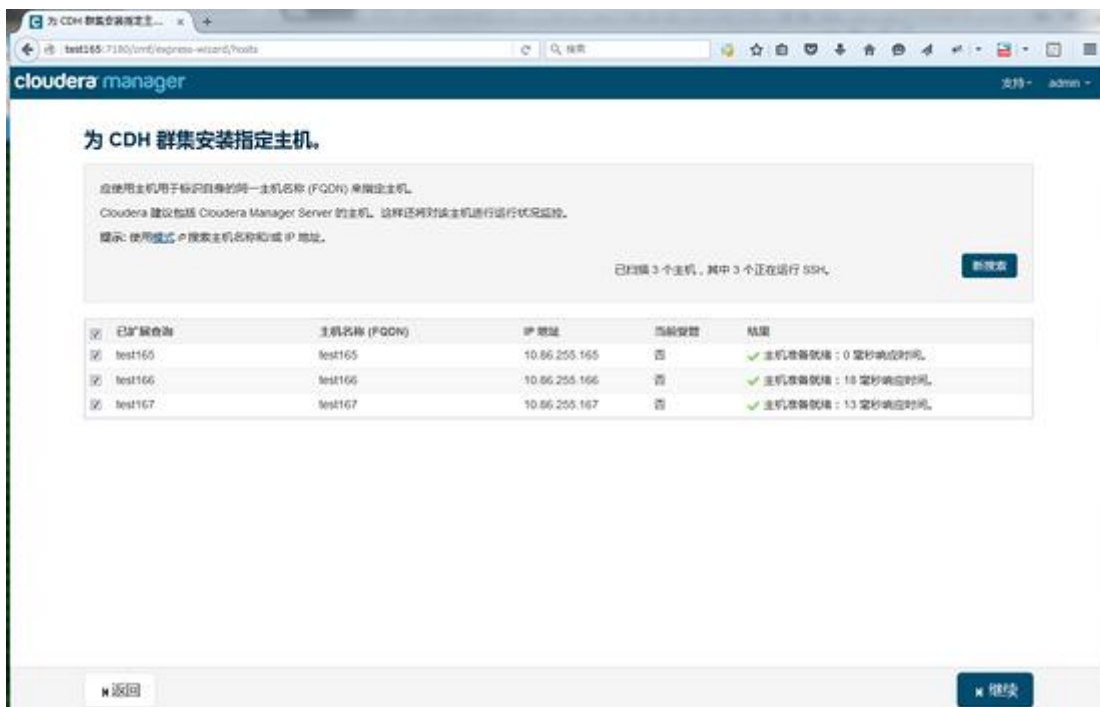 为 CDH 群集安装指定主机...
test165:7180/cmf/express-wizard/hosts
搜索
cloudera manager
支持
admin
为 CDH 群集安装指定主机。
应使用主机用于标识自身的同一主机名称 (FQDN) 来指定主机。
Cloudera 建议包括 Cloudera Manager Server 的主机。这样还将对该主机进行运行状况监控。
提示: 使用模式 搜索主机名称和/或 IP 地址。
已扫描 3 个主机，其中 3 个正在运行 SSH。
新搜索
已扩展查询 主机名称 (FQDN) IP 地址 当前受管 结果
test165 test165 10.86.255.165 否 主机准备就绪：0 毫秒响应时间。
test166 test166 10.86.255.166 否 主机准备就绪：18 毫秒响应时间。
test167 test167 10.86.255.167 否 主机准备就绪：13 毫秒响应时间。
返回
继续